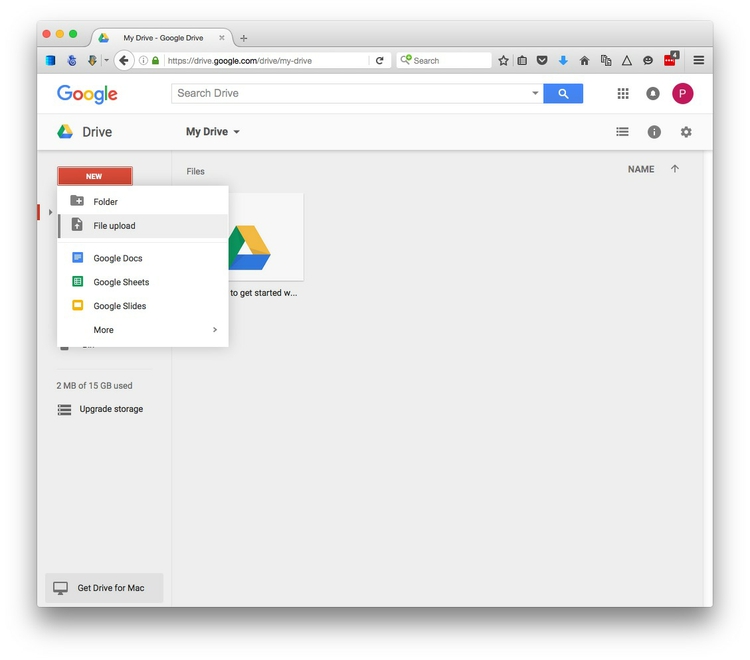 My Drive - Google Drive
https://drive.google.com/drive/my-drive
Search
4
Google
Search Drive
P
Drive
My Drive
NEW
Files
NAME
Folder
File upload
Google Docs
Google Sheets
Google Slides
More
to get started w...
2 MB of 15 GB used
Upgrade storage
Get Drive for Mac